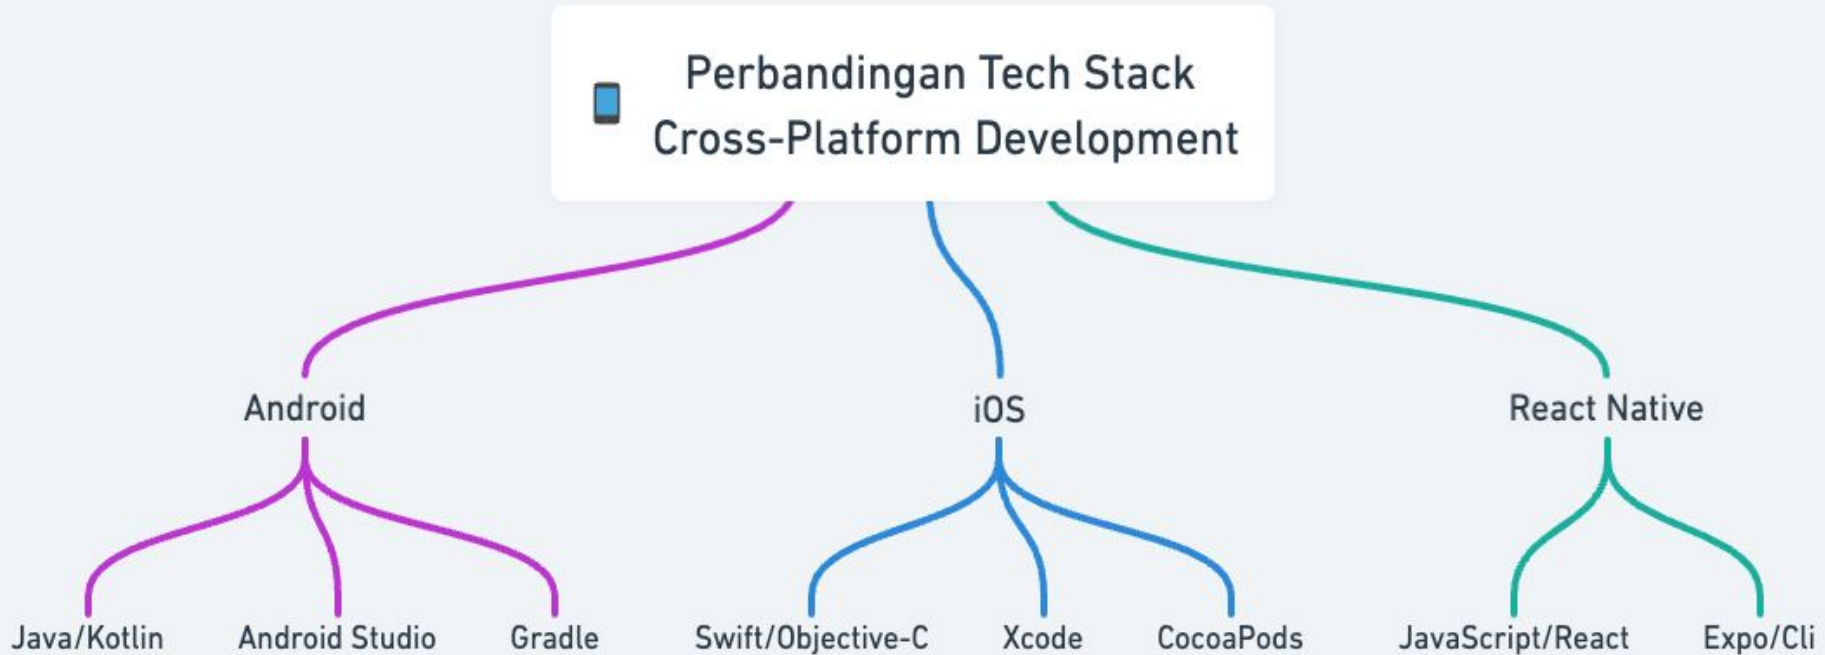 Perbandingan Tech Stack
Cross-Platform Development
Android
iOS
React Native
Java/Kotlin
Android Studio
Gradle
Swift/Objective-C
Xcode
CocoaPods
JavaScript/React
Expo/Cli